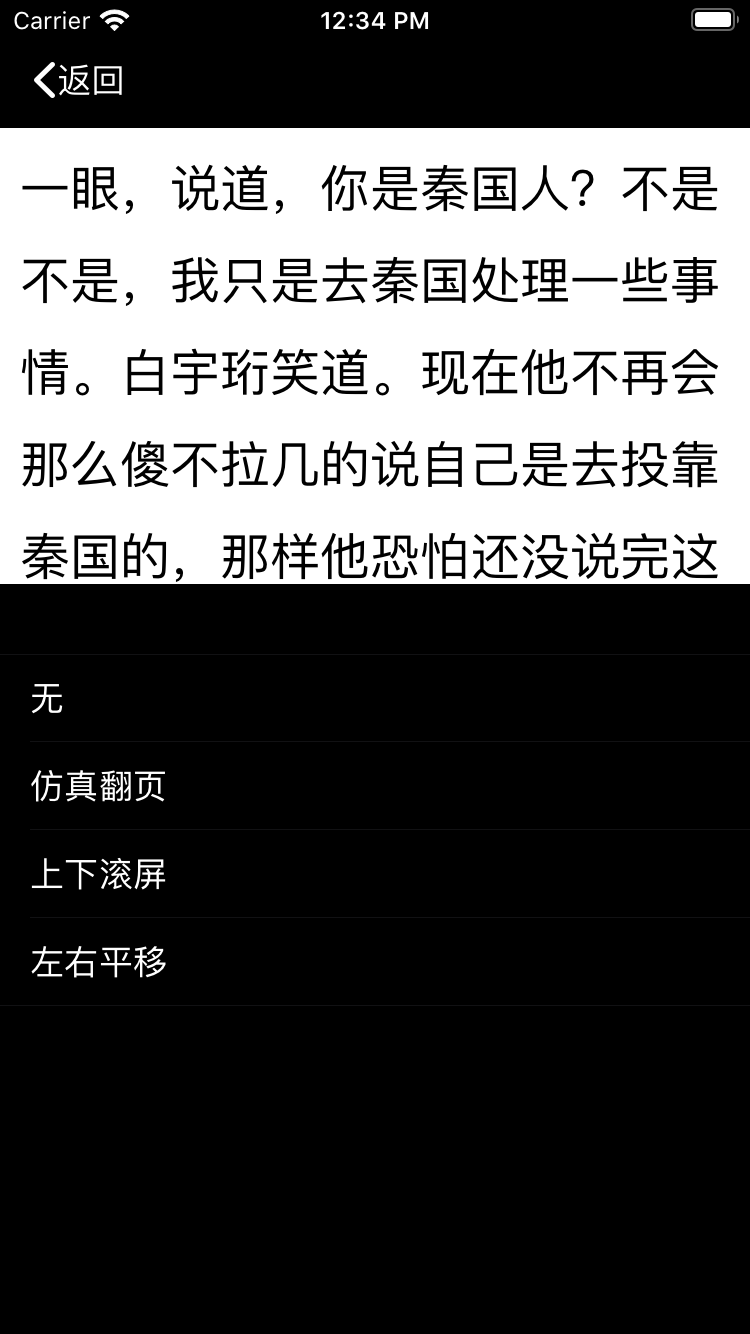 Carrier 12:34 PM
返回
一眼，说道，你是秦国人？不是
不是，我只是去秦国处理一些事
情。白宇珩笑道。现在他不再会
那么傻不拉几的说自己是去投靠
秦国的，那样他恐怕还没说完这
无
仿真翻页
上下滚屏
左右平移